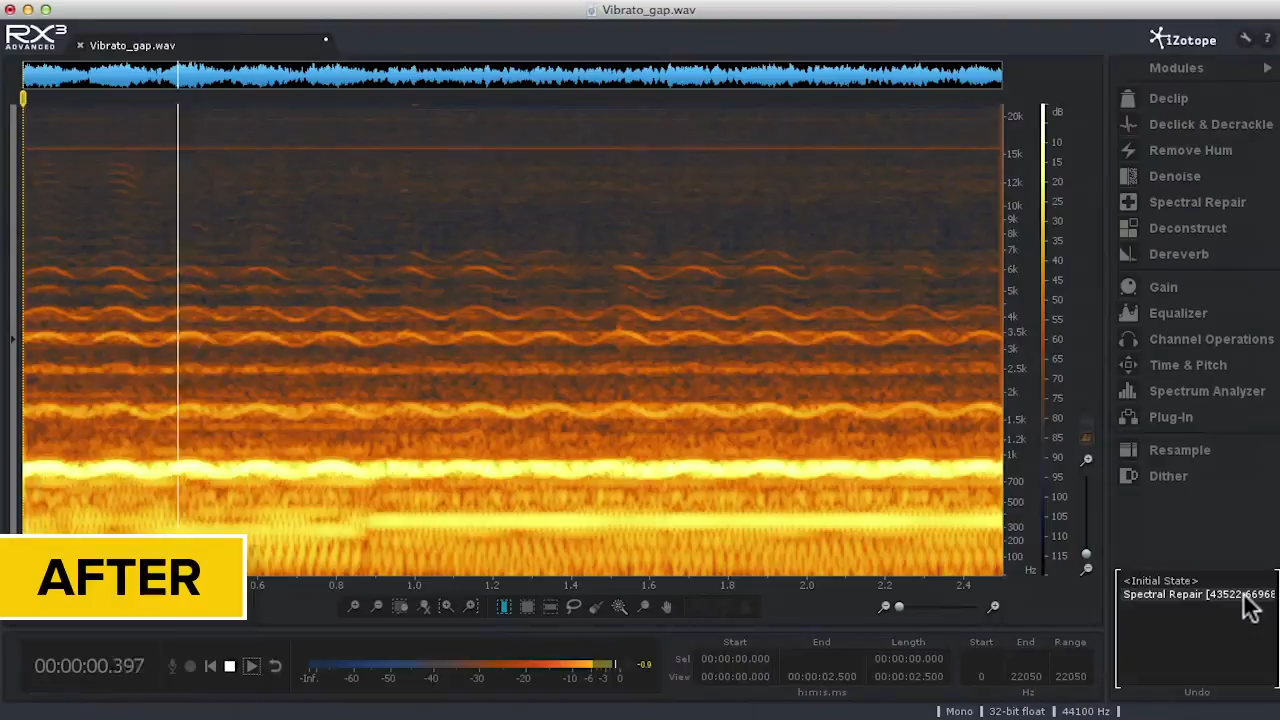 Vibrato_gap.wav
RX3
ADVANCED
Vibrato_gap.wav
iZotope
?
Modules
Declip
Declick & Decrackle
Remove Hum
Denoise
Spectral Repair
Deconstruct
Dereverb
Gain
Equalizer
Channel Operations
Time & Pitch
Spectrum Analyzer
Plug-In
Resample
Dither
20k
15k
12k
10k
9k
8k
7k
6k
5k
4k
3.5k
3k
2.5k
2k
1.5k
1.2k
1k
700
500
300
200
100
Hz
dB
10
15
20
25
30
35
40
45
50
55
60
65
70
75
80
85
90
95
100
105
110
115
AFTER
0.6 0.8 1.0 1.2 1.4 1.6 1.8 2.0 2.2 2.4
<Initial State>
Spectral Repair [43522-66968
Undo
00:00:00.397
-Inf. -60 -50 -40 -30 -20 -10 -6 -3 0
-0.9
Start End Length Start End Range
Sel 00:00:00.000 00:00:00.000
View 00:00:00.000 00:00:02.500 00:00:02.500 0 22050 22050
h:m:s.ms Hz
Mono 32-bit float 44100 Hz